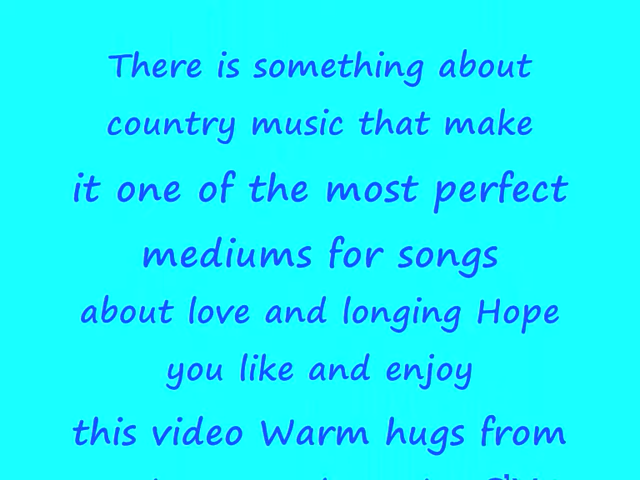 There is something about
country music that make
it one of the most perfect
mediums for songs
about love and longing Hope
you like and enjoy
this video Warm hugs from